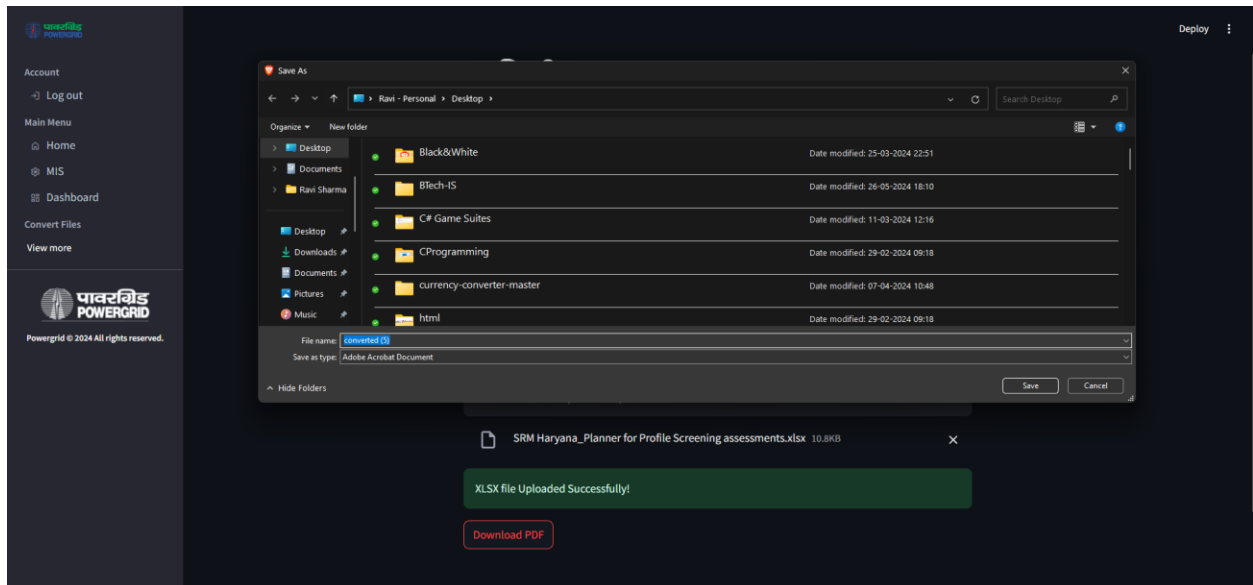 पावरग्रिड
POWERGRID
Account
Log out
Main Menu
Home
MIS
Dashboard
Convert Files
View more
पावरग्रिड
POWERGRID
Powergrid © 2024 All rights reserved.
Deploy
Save As
Ravi - Personal
Desktop
Search Desktop
Organize
New folder
Desktop
Documents
Ravi Sharma
Desktop
Downloads
Documents
Pictures
Music
Black&White Date modified: 25-03-2024 22:51
BTech-IS Date modified: 26-05-2024 18:10
C# Game Suites Date modified: 11-03-2024 12:16
CProgramming Date modified: 29-02-2024 09:18
currency-converter-master Date modified: 07-04-2024 10:48
html Date modified: 29-02-2024 09:18
File name: converted (5)
Save as type: Adobe Acrobat Document
Hide Folders
Save
Cancel
SRM Haryana_Planner for Profile Screening assessments.xlsx 10.8KB
XLSX file Uploaded Successfully!
Download PDF